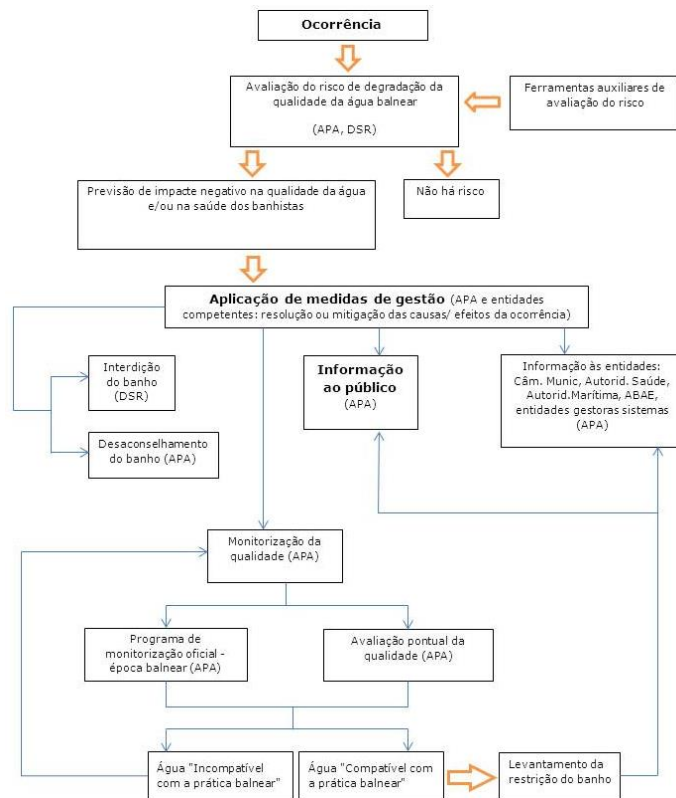 Ocorrência
Avaliação do risco de degradação da
qualidade da água balnear
(APA, DSR)
Ferramentas auxiliares de
avaliação do risco
Previsão de impacte negativo na qualidade da água
e/ou na saúde dos banhistas
Não há risco
Aplicação de medidas de gestão (APA e entidades
competentes: resolução ou mitigação das causas/ efeitos da ocorrência)
Interdição
do banho
(DSR)
Informação
ao público
(APA)
Informação às entidades:
Câm. Munic, Autorid. Saúde,
Autorid.Marítima, ABAE,
entidades gestoras sistemas
(APA)
Desaconselhamento
do banho (APA)
Monitorização da
qualidade (APA)
Programa de
monitorização oficial -
época balnear (APA)
Avaliação pontual da
qualidade (APA)
Água "Incompatível
com a prática balnear"
Água "Compatível com
a prática balnear"
Levantamento da
restrição do banho